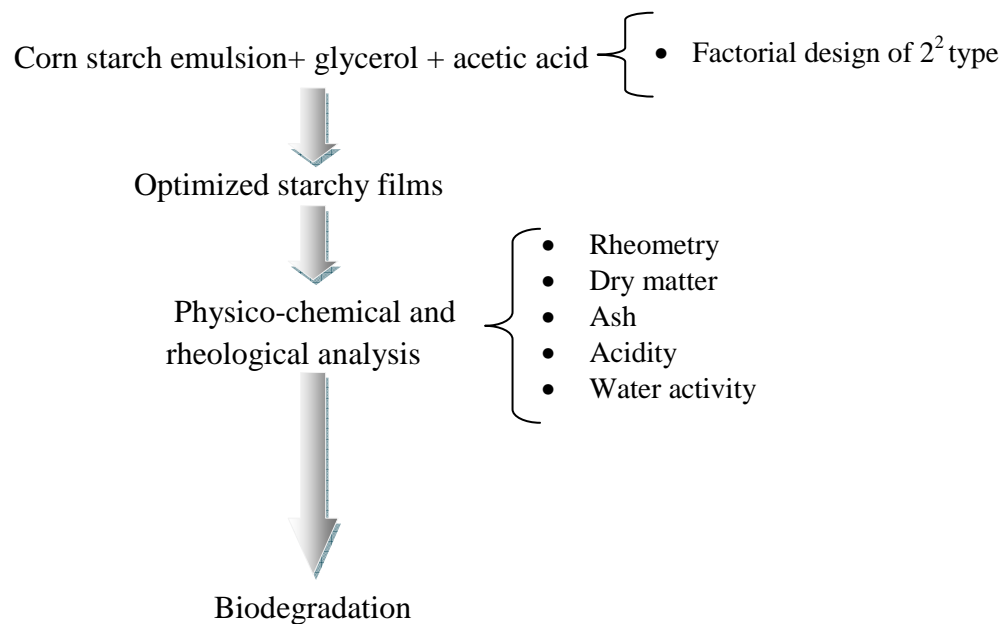 Corn starch emulsion+ glycerol + acetic acid
• Factorial design of 2² type
Optimized starchy films
Physico-chemical and
rheological analysis
• Rheometry
• Dry matter
• Ash
• Acidity
• Water activity
Biodegradation